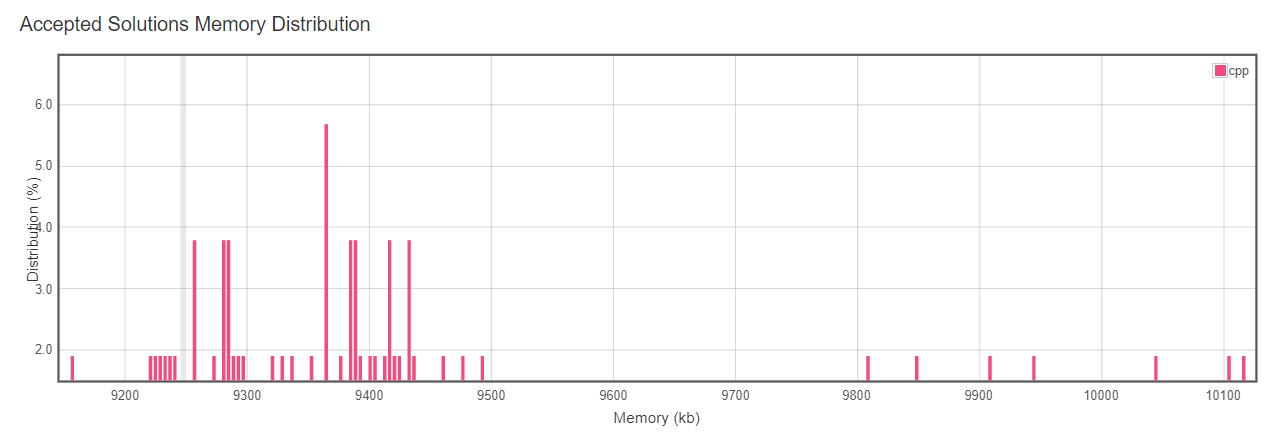 Accepted Solutions Memory Distribution
cpp
6.0
5.0
4.0
3.0
2.0
Distribution (%)
9200 9300 9400 9500 9600 9700 9800 9900 10000 10100
Memory (kb)